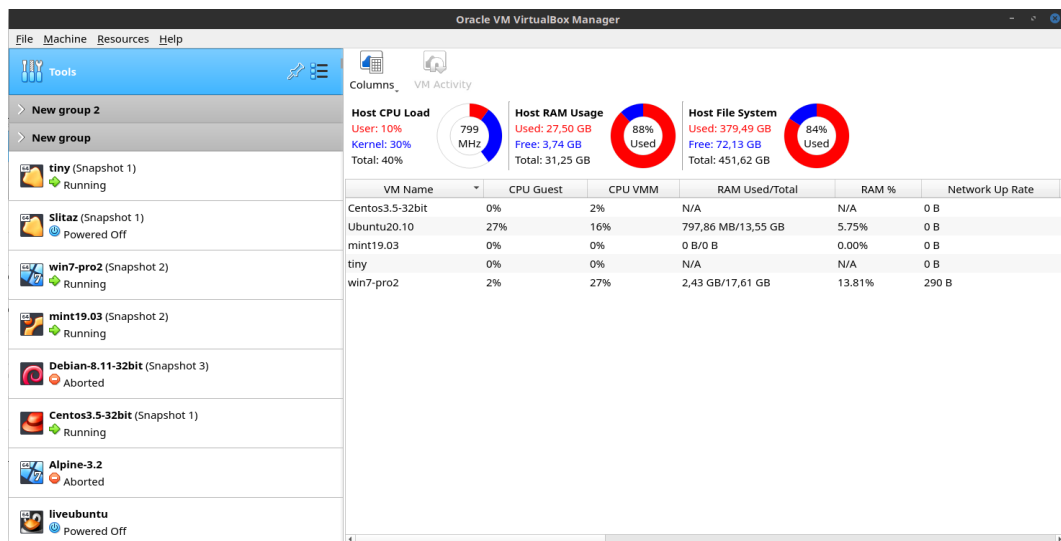 Oracle VM VirtualBox Manager
File Machine Resources Help
Tools
New group 2
New group
tiny (Snapshot 1)
Running
Slitaz (Snapshot 1)
Powered Off
win7-pro2 (Snapshot 2)
Running
mint19.03 (Snapshot 2)
Running
Debian-8.11-32bit (Snapshot 3)
Aborted
Centos3.5-32bit (Snapshot 1)
Running
Alpine-3.2
Aborted
liveubuntu
Powered Off
Columns VM Activity
Host CPU Load
User: 10%
Kernel: 30%
Total: 40%
799
MHz
Host RAM Usage
Used: 27,50 GB
Free: 3,74 GB
Total: 31,25 GB
88%
Used
Host File System
Used: 379,49 GB
Free: 72,13 GB
Total: 451,62 GB
84%
Used
VM Name CPU Guest CPU VMM RAM Used/Total RAM % Network Up Rate
Centos3.5-32bit 0% 2% N/A N/A 0 B
Ubuntu20.10 27% 16% 797,86 MB/13,55 GB 5.75% 0 B
mint19.03 0% 0% 0 B/0 B 0.00% 0 B
tiny 0% 0% N/A N/A 0 B
win7-pro2 2% 27% 2,43 GB/17,61 GB 13.81% 290 B